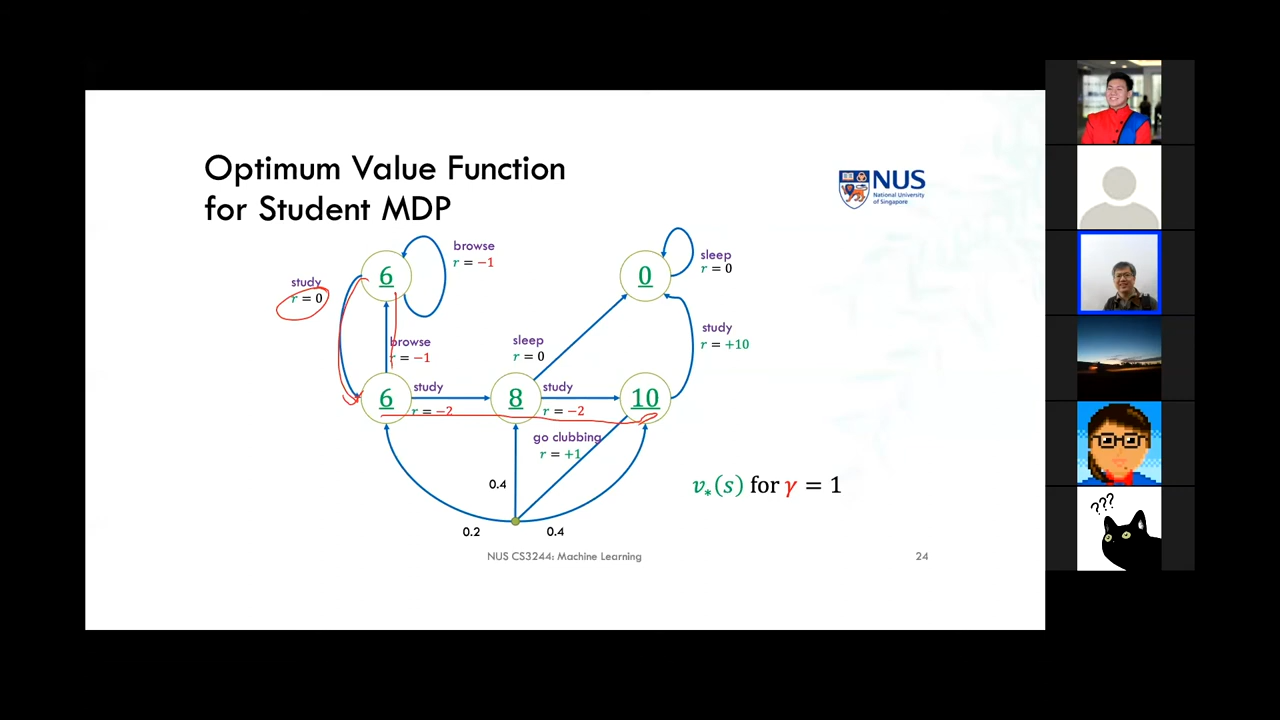 Optimum Value Function
for Student MDP
NUS
National University
of Singapore
browse
r = −1
6
study
r = 0
browse
r = −1
sleep
r = 0
0
sleep
r = 0
study
r = +10
6
study
r = −2
8
study
r = −2
10
go clubbing
r = +1
0.4
0.2
0.4
v*(s) for γ = 1
NUS CS3244: Machine Learning
24
???